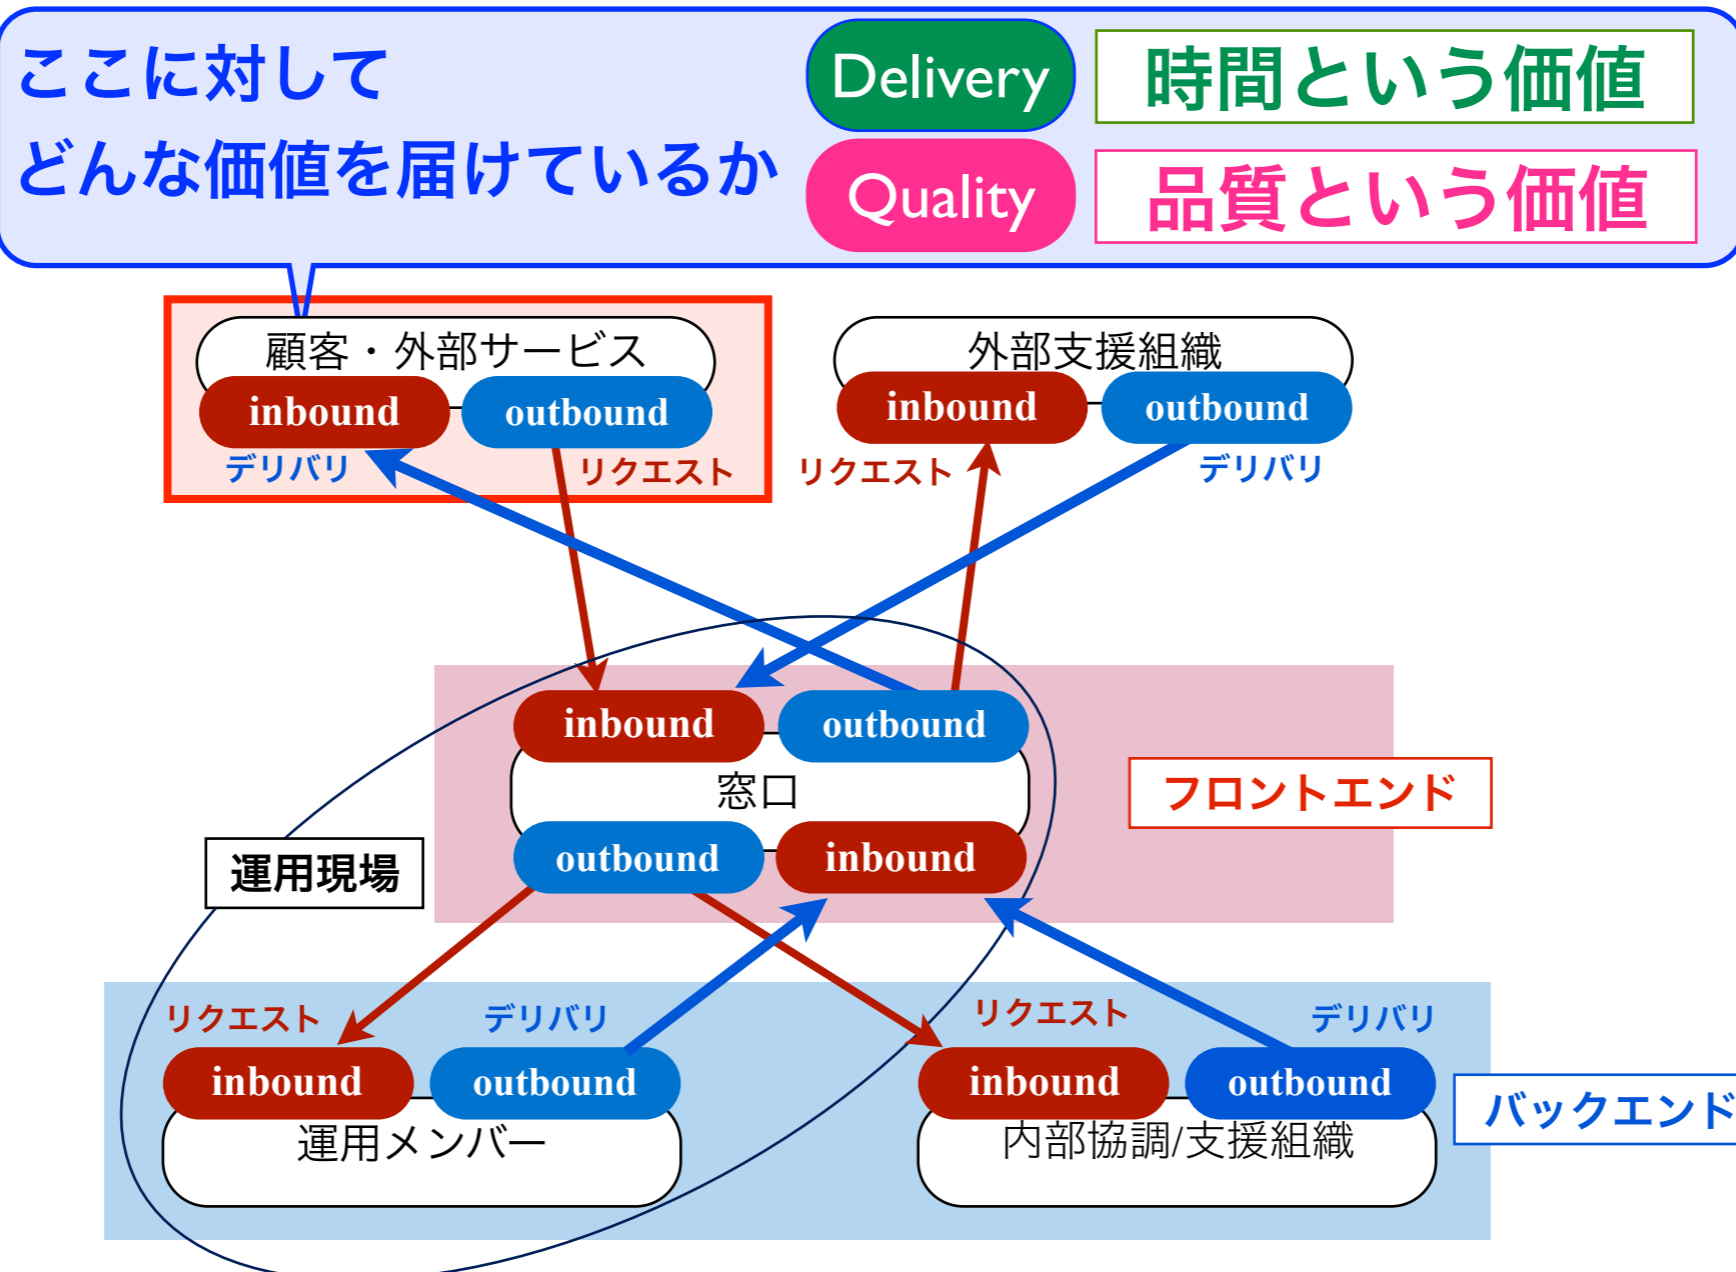 ここに対して
どんな価値を届けているか
Delivery
時間という価値
Quality
品質という価値
顧客・外部サービス
inbound
outbound
デリバリ
リクエスト
外部支援組織
inbound
outbound
リクエスト
デリバリ
inbound
outbound
窓口
outbound
inbound
フロントエンド
運用現場
リクエスト
デリバリ
inbound
outbound
運用メンバー
リクエスト
デリバリ
inbound
outbound
内部協調/支援組織
バックエンド